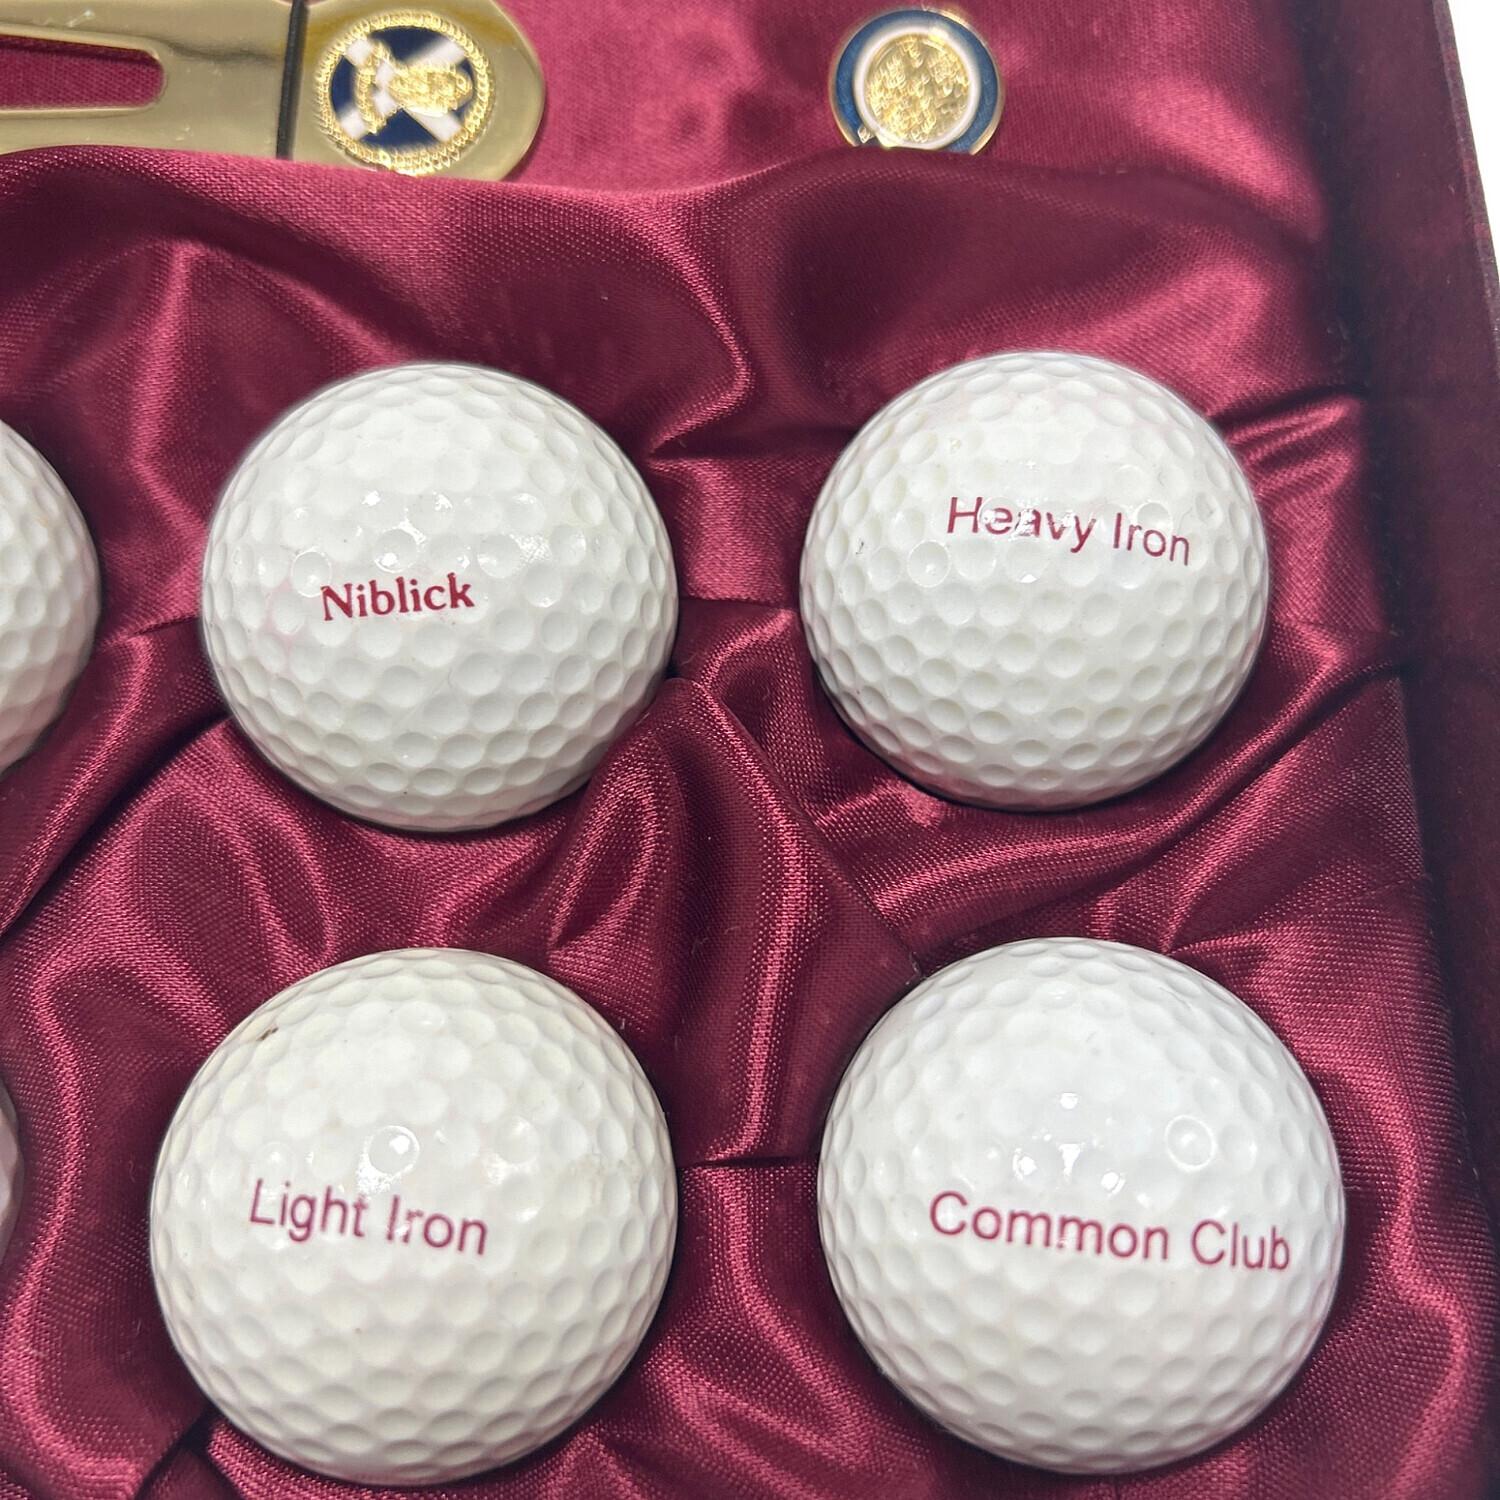 Niblick
Heavy Iron
Light Iron
Common Club